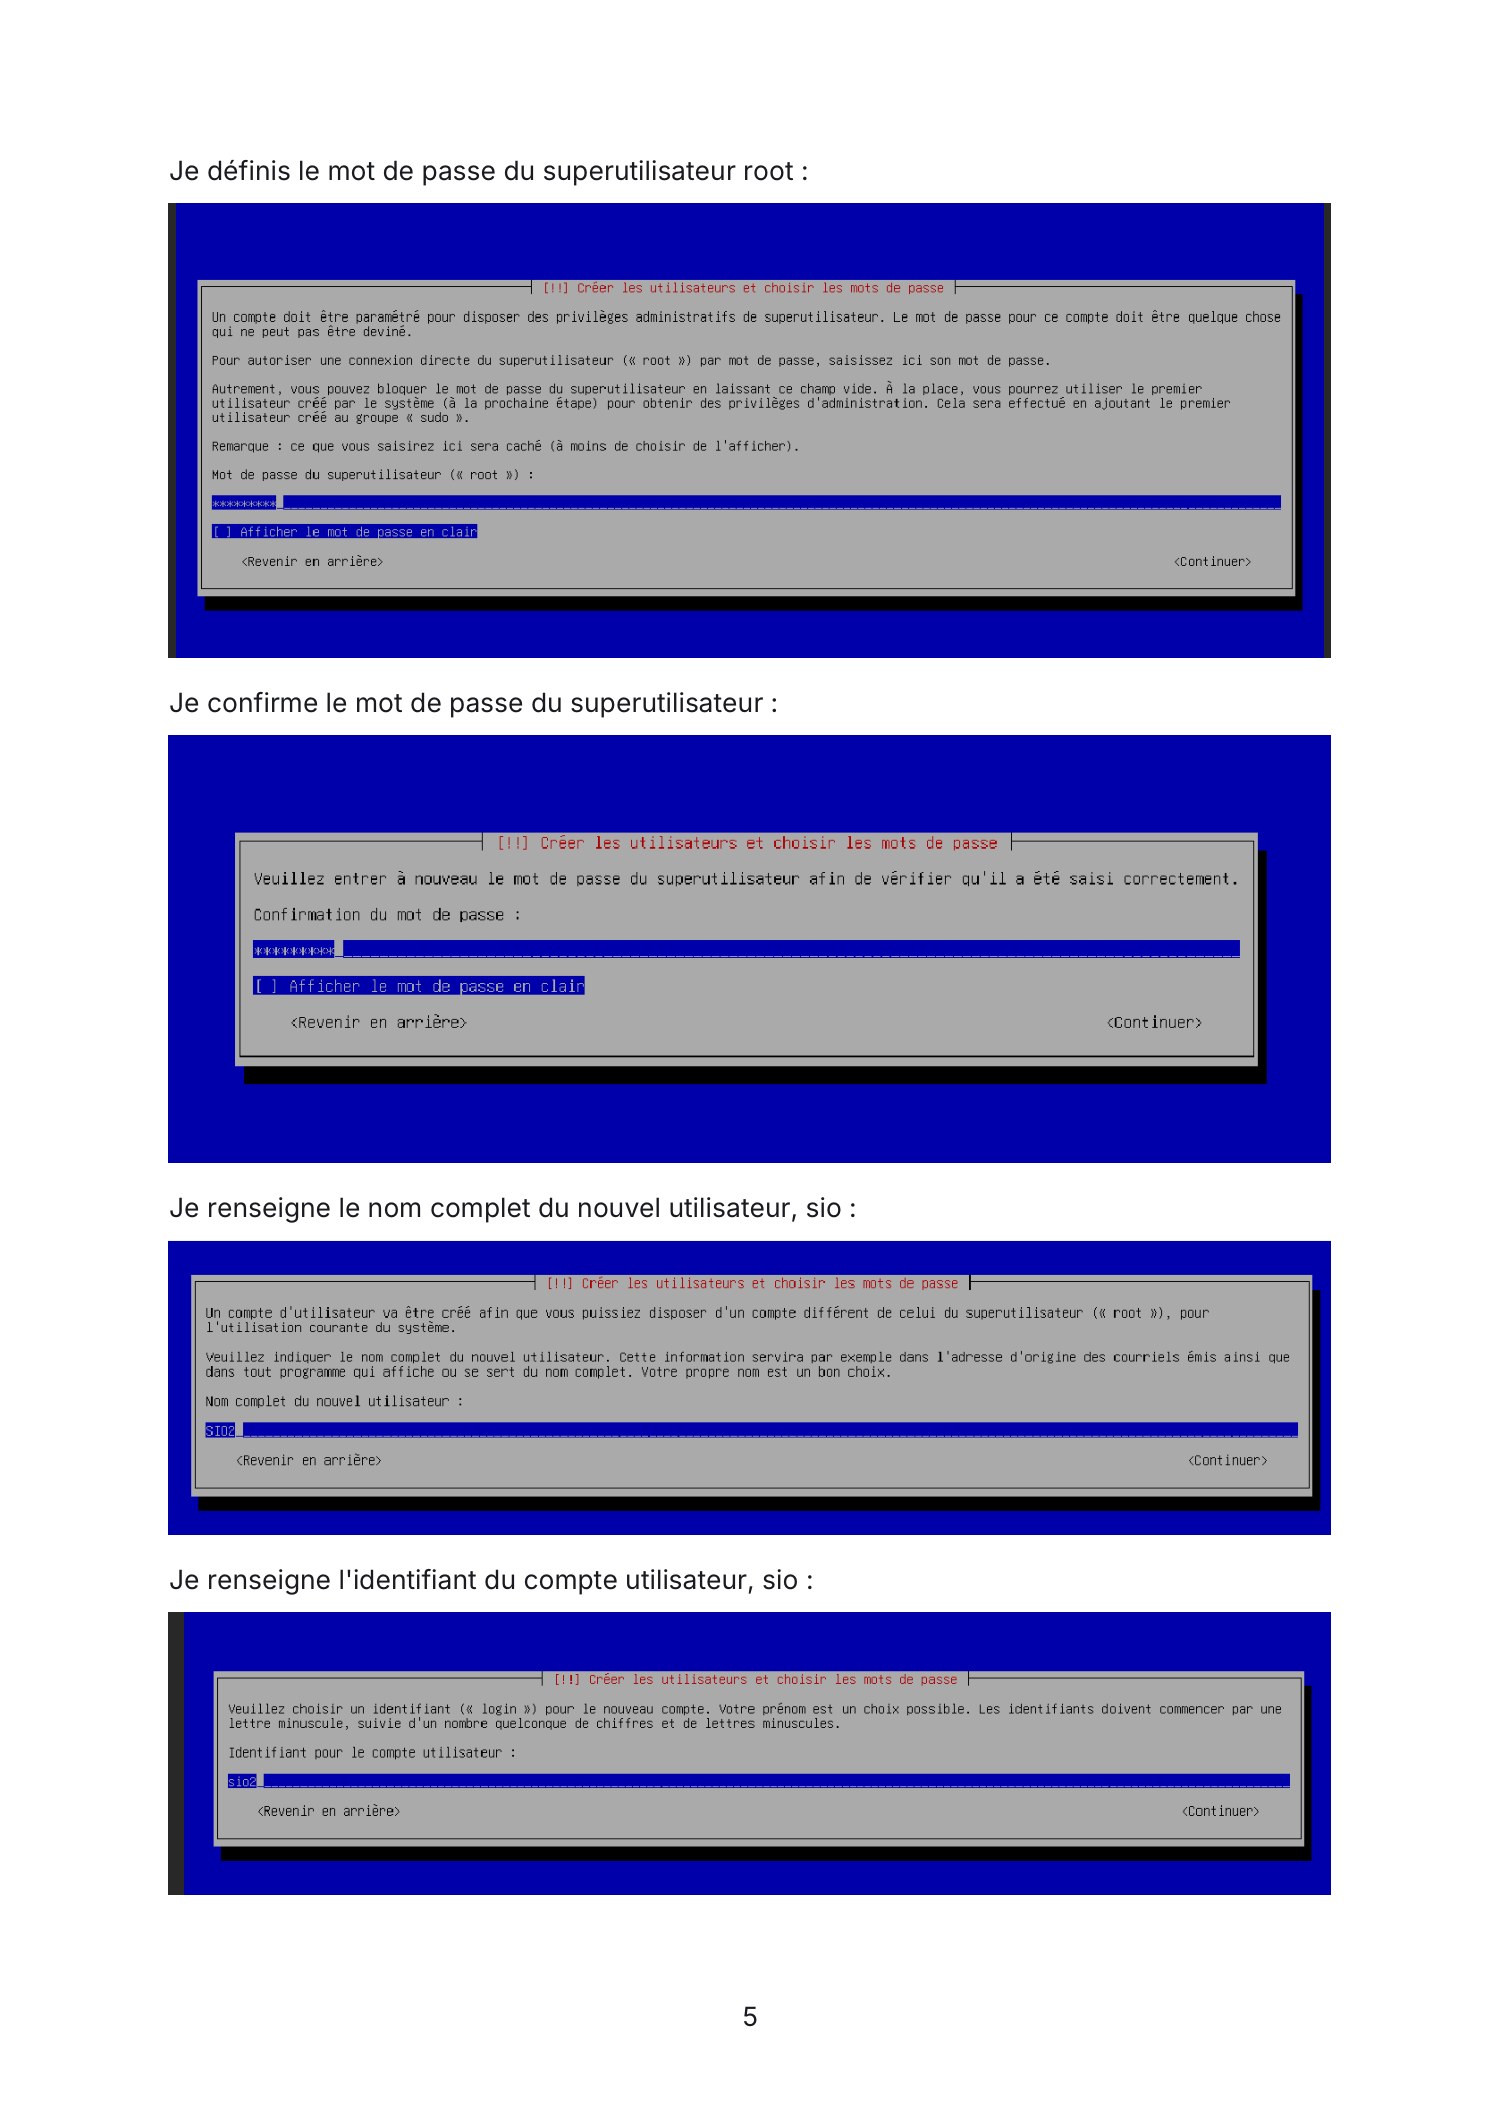 Je définis le mot de passe du superutilisateur root :
[!!] Créer les utilisateurs et choisir les mots de passe
Un compte doit être paramétré pour disposer des privilèges administratifs de superutilisateur. Le mot de passe pour ce compte doit être quelque chose
qui ne peut pas être deviné.
Pour autoriser une connexion directe du superutilisateur (« root ») par mot de passe, saisissez ici son mot de passe.
Autrement, vous pouvez bloquer le mot de passe du superutilisateur en laissant ce champ vide. À la place, vous pourrez utiliser le premier
utilisateur créé par le système (à la prochaine étape) pour obtenir des privilèges d'administration. Cela sera effectué en ajoutant le premier
utilisateur créé au groupe « sudo ».
Remarque : ce que vous saisirez ici sera caché (à moins de choisir de l'afficher).
Mot de passe du superutilisateur (« root ») :
*********
[ ] Afficher le mot de passe en clair
<Revenir en arrière> <Continuer>
Je confirme le mot de passe du superutilisateur :
[!!] Créer les utilisateurs et choisir les mots de passe
Veuillez entrer à nouveau le mot de passe du superutilisateur afin de vérifier qu'il a été saisi correctement.
Confirmation du mot de passe :
*********
[ ] Afficher le mot de passe en clair
<Revenir en arrière> <Continuer>
Je renseigne le nom complet du nouvel utilisateur, sio :
[!!] Créer les utilisateurs et choisir les mots de passe
Un compte d'utilisateur va être créé afin que vous puissiez disposer d'un compte différent de celui du superutilisateur (« root »), pour
l'utilisation courante du système.
Veuillez indiquer le nom complet du nouvel utilisateur. Cette information servira par exemple dans l'adresse d'origine des courriels émis ainsi que
dans tout programme qui affiche ou se sert du nom complet. Votre propre nom est un bon choix.
Nom complet du nouvel utilisateur :
SIO2
<Revenir en arrière> <Continuer>
Je renseigne l'identifiant du compte utilisateur, sio :
[!!] Créer les utilisateurs et choisir les mots de passe
Veuillez choisir un identifiant (« login ») pour le nouveau compte. Votre prénom est un choix possible. Les identifiants doivent commencer par une
lettre minuscule, suivie d'un nombre quelconque de chiffres et de lettres minuscules.
Identifiant pour le compte utilisateur :
sio2
<Revenir en arrière> <Continuer>
5